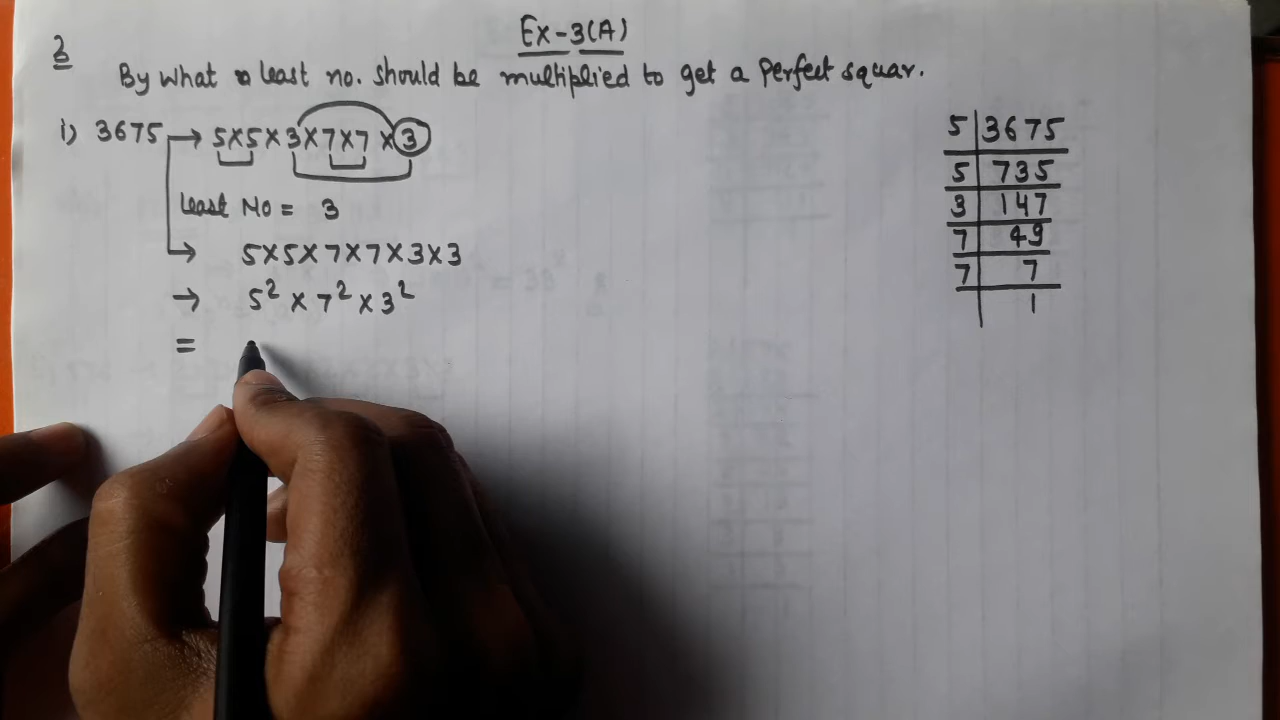 Ex-3(A)
3
By what least no. should be multiplied to get a perfect squar.
i) 3675 → 5×5×3×7×7×3
Least No = 3
→ 5×5×7×7×3×3
→ 5² × 7² × 3²
=
5 | 3675
5 | 735
3 | 147
7 | 49
7 | 7
| 1